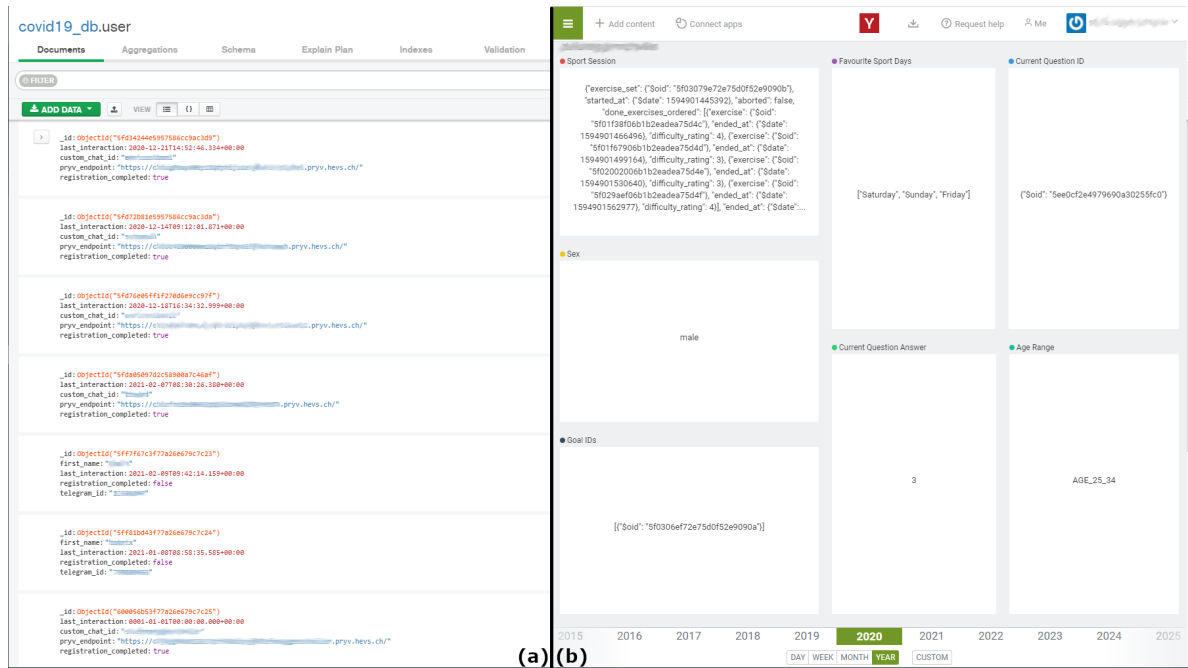 covid19_db.user
Documents Aggregations Schema Explain Plan Indexes Validation
FILTER
ADD DATA VIEW
_id: ObjectId("5fd34244e5957586cc9ac3d9")
last_interaction: 2020-12-21T14:52:46.334+00:00
custom_chat_id: "
pryv_endpoint: "https://c .pryv.hevs.ch/"
registration_completed: true
_id: ObjectId("5fd72b81e5957586cc9ac3da")
last_interaction: 2020-12-14T09:12:01.871+00:00
custom_chat_id: "
pryv_endpoint: "https://c .pryv.hevs.ch/"
registration_completed: true
_id: ObjectId("5fd76e05ff1f270d6e9cc97f")
last_interaction: 2020-12-18T16:34:32.999+00:00
custom_chat_id: "
pryv_endpoint: "https://c .pryv.hevs.ch/"
registration_completed: true
_id: ObjectId("5fda05097d2c58900a7c46af")
last_interaction: 2021-02-07T08:30:26.380+00:00
custom_chat_id: "
pryv_endpoint: "https://c .pryv.hevs.ch/"
registration_completed: true
_id: ObjectId("5ff7f67c3f77a26e679c7c23")
first_name: "
last_interaction: 2021-02-09T09:42:14.159+00:00
registration_completed: false
telegram_id: "
_id: ObjectId("5ff81bd43f77a26e679c7c24")
first_name: "
last_interaction: 2021-01-08T08:58:35.585+00:00
registration_completed: false
telegram_id: "
_id: ObjectId("600056b53f77a26e679c7c25")
last_interaction: 0001-01-01T00:00:00.000+00:00
custom_chat_id: "
pryv_endpoint: "https://c .pryv.hevs.ch/"
registration_completed: true
(a)
+ Add content Connect apps Y Request help Me
Sport Session
{"exercise_set": {"$oid": "5f03079e72e75d0f52e9090b"},
"started_at": {"$date": 1594901445392}, "aborted": false,
"done_exercises_ordered": [{"exercise": {"$oid":
"5f01f38f06b1b2eadea75d4c"}, "ended_at": {"$date":
1594901466496}, "difficulty_rating": 4}, {"exercise": {"$oid":
"5f01f67906b1b2eadea75d4d"}, "ended_at": {"$date":
1594901499164}, "difficulty_rating": 3}, {"exercise": {"$oid":
"5f02002006b1b2eadea75d4e"}, "ended_at": {"$date":
1594901530640}, "difficulty_rating": 3}, {"exercise": {"$oid":
"5f029aef06b1b2eadea75d4f"}, "ended_at": {"$date":
1594901562977}, "difficulty_rating": 4}], "ended_at": {"$date":...
Favourite Sport Days
["Saturday", "Sunday", "Friday"]
Current Question ID
{"$oid": "5ee0cf2e4979690a30255fc0"}
Sex
male
Current Question Answer
3
Age Range
AGE_25_34
Goal IDs
[{"$oid": "5f0306ef72e75d0f52e9090a"}]
2015 2016 2017 2018 2019 2020 2021 2022 2023 2024 2025
DAY WEEK MONTH YEAR CUSTOM
(b)